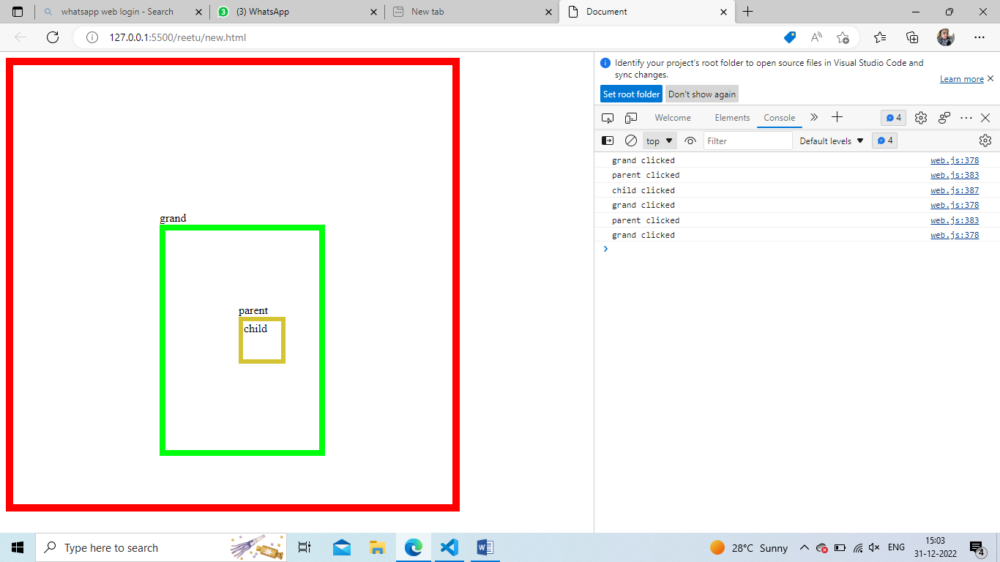 whatsapp web login - Search
(3) WhatsApp
New tab
Document
127.0.0.1:5500/reetu/new.html
grand
parent
child
Identify your project's root folder to open source files in Visual Studio Code and
sync changes.
Learn more
Set root folder Don't show again
Welcome Elements Console 4
top Filter Default levels 4
grand clicked web.js:378
parent clicked web.js:383
child clicked web.js:387
grand clicked web.js:378
parent clicked web.js:383
grand clicked web.js:378
Type here to search
28°C Sunny
ENG
15:03
31-12-2022
4